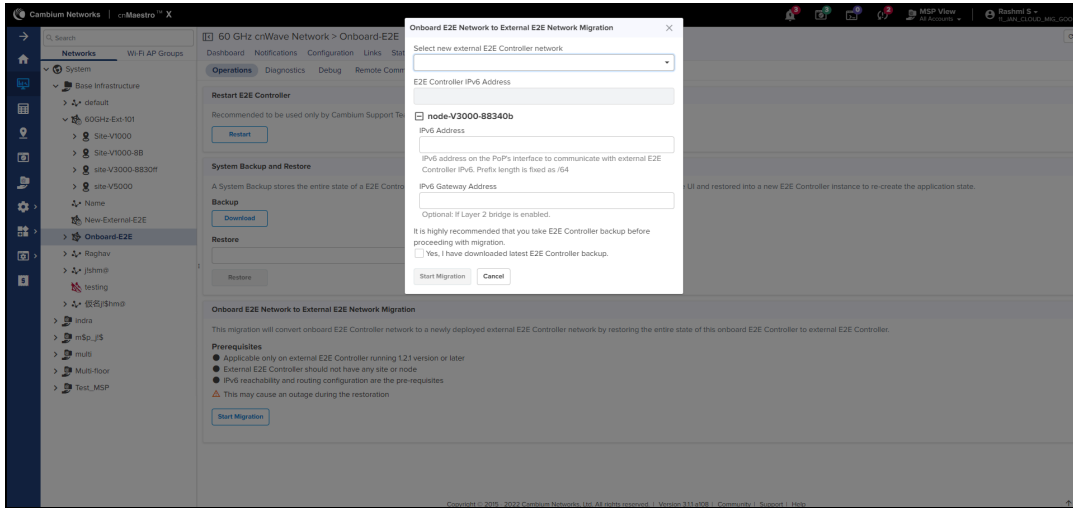 Cambium Networks | cnMaestro™ X
3
3
0
2
MSP View
All Accounts
Rashmi S
Search
Networks
Wi-Fi AP Groups
System
Base Infrastructure
default
60GHz-Ext-101
Site-V1000
Site-V1000-8B
site-V3000-8830ff
site-V5000
Name
New-External-E2E
Onboard-E2E
Raghav
testing
indra
m$p_j!$
multi
Multi-floor
Test_MSP
60 GHz cnWave Network > Onboard-E2E
Dashboard Notifications Configuration Links
Operations Diagnostics Debug Remote
Restart E2E Controller
Recommended to be used only by Cambium Support
Restart
System Backup and Restore
A System Backup stores the entire state of a E2E
UI and restored into a new E2E Controller instance to re-create the application state.
Backup
Download
Restore
Restore
Onboard E2E Network to External E2E Network Migration
This migration will convert onboard E2E Controller network to a newly deployed external E2E Controller network by restoring the entire state of this onboard E2E Controller to external E2E Controller.
Prerequisites
Applicable only on external E2E Controller running 1.2.1 version or later
External E2E Controller should not have any site or node
IPv6 reachability and routing configuration are the pre-requisites
This may cause an outage during the restoration
Start Migration
Onboard E2E Network to External E2E Network Migration
Select new external E2E Controller network
E2E Controller IPv6 Address
node-V3000-88340b
IPv6 Address
IPv6 address on the PoP's interface to communicate with external E2E
Controller IPv6. Prefix length is fixed as /64
IPv6 Gateway Address
Optional: If Layer 2 bridge is enabled.
It is highly recommended that you take E2E Controller backup before
proceeding with migration.
Yes, I have downloaded latest E2E Controller backup.
Start Migration
Cancel
Copyright © 2015 - 2022 Cambium Networks, Ltd. All rights reserved. | Version 3.1.1-a108 | Community | Support | Help